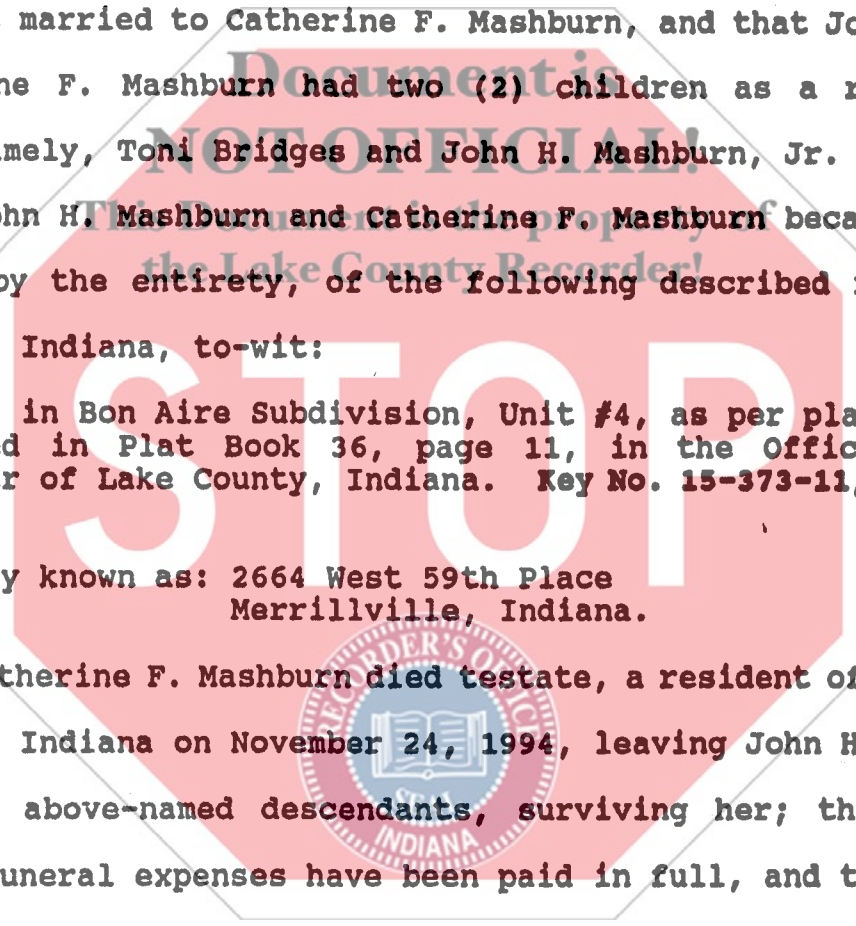 married to Catherine F. Mashburn, and that Jo
ne F. Mashburn had two (2) children as a r
mely, Toni Bridges and John H. Mashburn, Jr.
hn H. Mashburn and Catherine F. Mashburn beca
by the entirety, of the following described
Indiana, to-wit:
in Bon Aire Subdivision, Unit #4, as per pla
d in Plat Book 36, page 11, in the Offic
r of Lake County, Indiana. Key No. 15-373-11,
y known as: 2664 West 59th Place
Merrillville, Indiana.
therine F. Mashburn died testate, a resident of
Indiana on November 24, 1994, leaving John H
above-named descendants, surviving her; th
uneral expenses have been paid in full, and t
Document is
NOT OFFICIAL!
This Document is the property of
the Lake County Recorder!
STOP
RECORDER'S OFFICE
SEAL
INDIANA